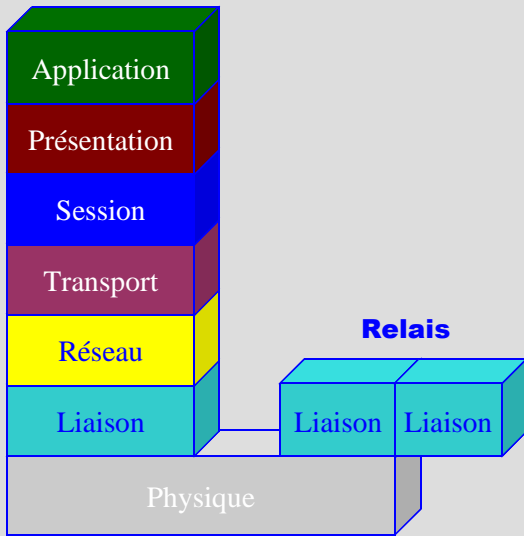 Application
Présentation
Session
Transport
Réseau
Relais
Liaison
Liaison
Liaison
Physique